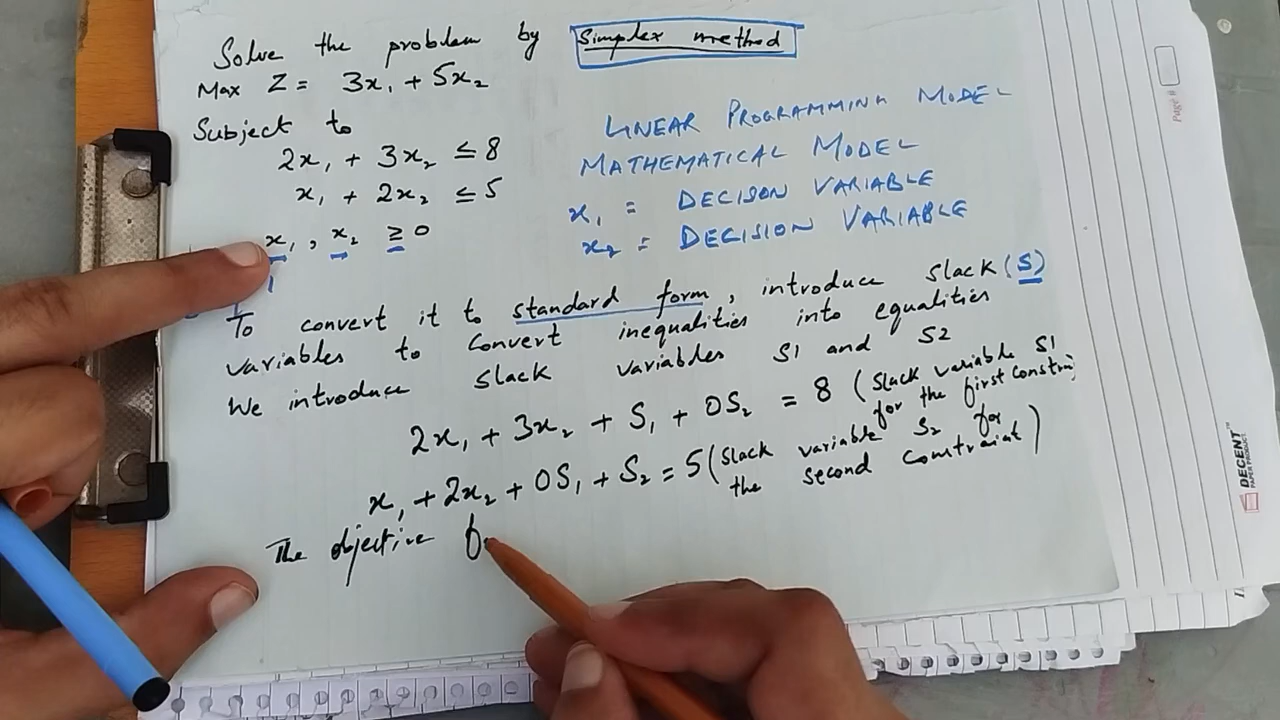 Solve the problem by Simplex method
Max Z = 3x₁ + 5x₂
Subject to
2x₁ + 3x₂ ≤ 8
x₁ + 2x₂ ≤ 5
x₁, x₂ ≥ 0
LINEAR PROGRAMMING MODEL
MATHEMATICAL MODEL
x₁ = DECISON VARIABLE
x₂ = DECISION VARIABLE
To convert it to standard form, introduce slack (S)
variables to convert inequalities into equalities
We introduce slack variables S1 and S2
2x₁ + 3x₂ + S₁ + 0S₂ = 8 (slack variable S1
for the first constrai
x₁ + 2x₂ + 0S₁ + S₂ = 5 (slack variable S₂ for
the second constraint)
The objective
Page #
DECENT